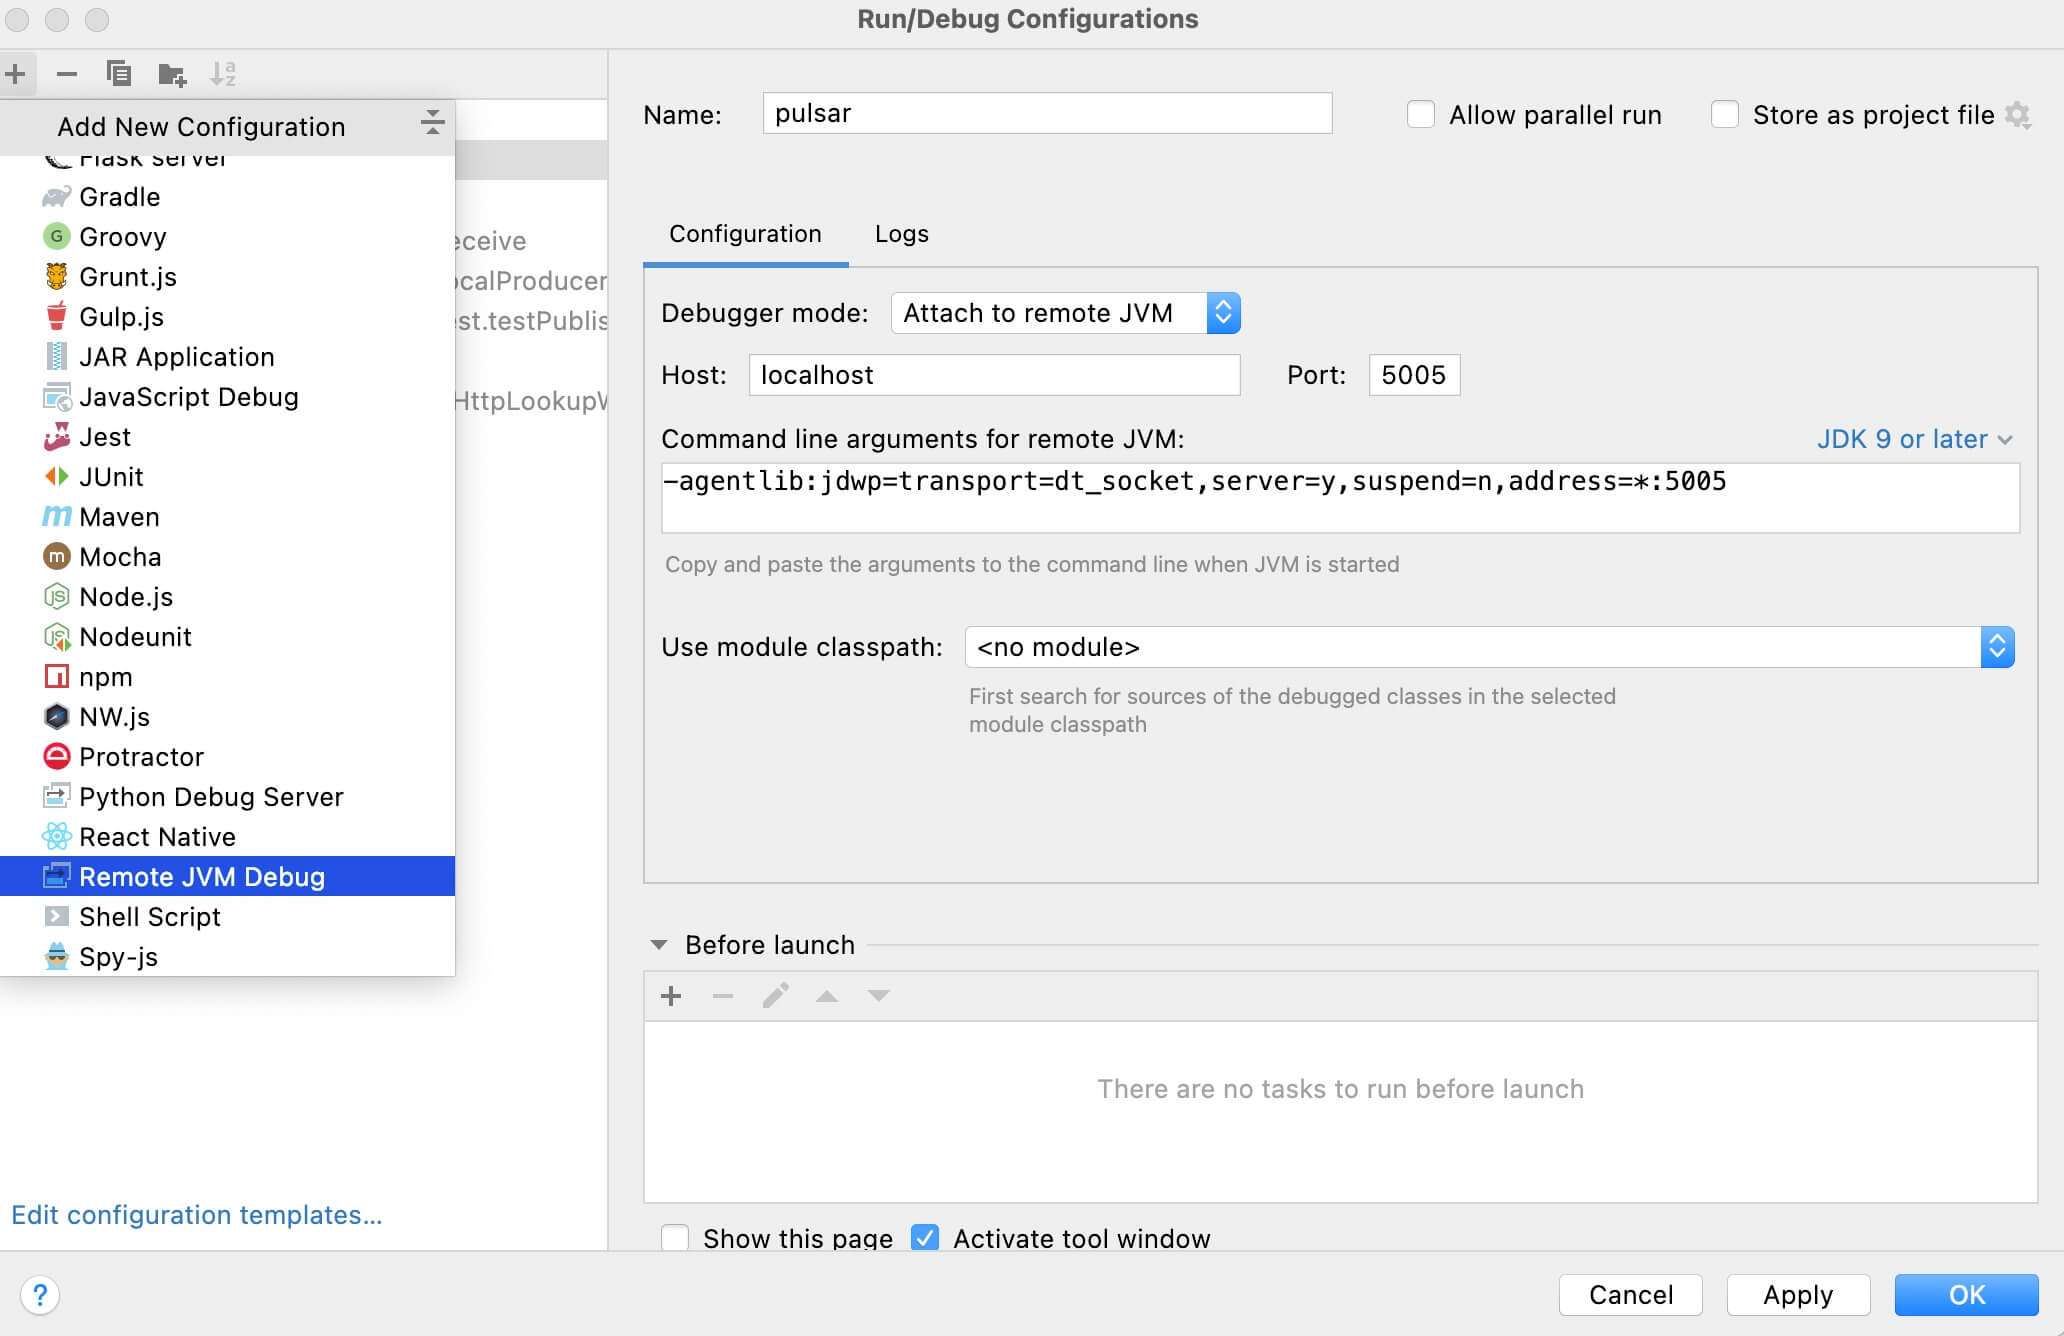 Run/Debug Configurations
Add New Configuration
Flask server
Gradle
Groovy
Grunt.js
Gulp.js
JAR Application
JavaScript Debug
Jest
JUnit
Maven
Mocha
Node.js
Nodeunit
npm
NW.js
Protractor
Python Debug Server
React Native
Remote JVM Debug
Shell Script
Spy-js
eceive
ocalProducer
est.testPublis
HttpLookupW
Edit configuration templates...
Name: pulsar Allow parallel run Store as project file
Configuration Logs
Debugger mode: Attach to remote JVM
Host: localhost Port: 5005
Command line arguments for remote JVM: JDK 9 or later
-agentlib:jdwp=transport=dt_socket,server=y,suspend=n,address=*:5005
Copy and paste the arguments to the command line when JVM is started
Use module classpath: <no module>
First search for sources of the debugged classes in the selected
module classpath
Before launch
There are no tasks to run before launch
Show this page Activate tool window
? Cancel Apply OK